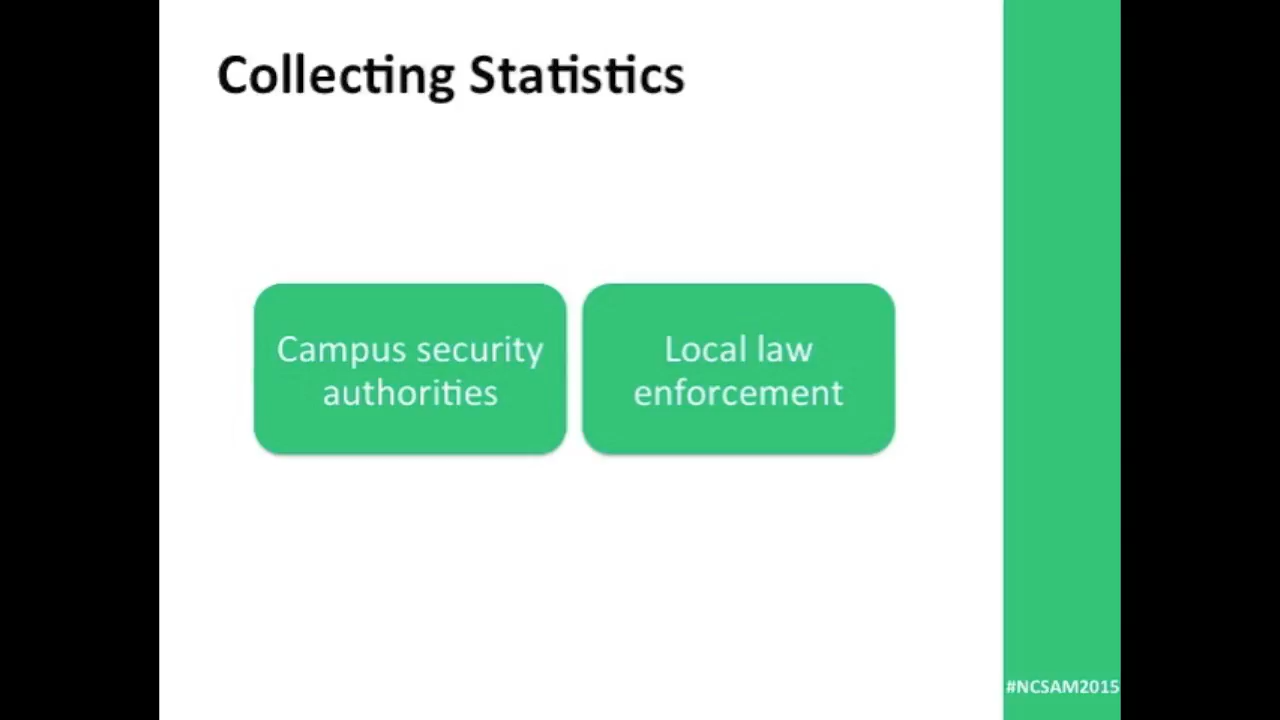 Collecting Statistics
Campus security
authorities
Local law
enforcement
#NCSAM2015